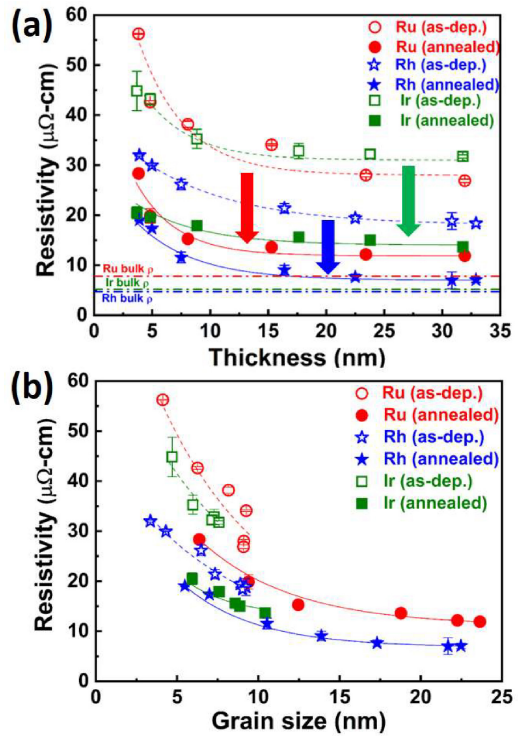 (a)
60
50
40
30
20
10
0
Resistivity (μΩ-cm)
Ru (as-dep.)
Ru (annealed)
Rh (as-dep.)
Rh (annealed)
Ir (as-dep.)
Ir (annealed)
Ru bulk ρ
Ir bulk ρ
Rh bulk ρ
0 5 10 15 20 25 30 35
Thickness (nm)
(b)
60
50
40
30
20
10
0
Resistivity (μΩ-cm)
Ru (as-dep.)
Ru (annealed)
Rh (as-dep.)
Rh (annealed)
Ir (as-dep.)
Ir (annealed)
0 5 10 15 20 25
Grain size (nm)